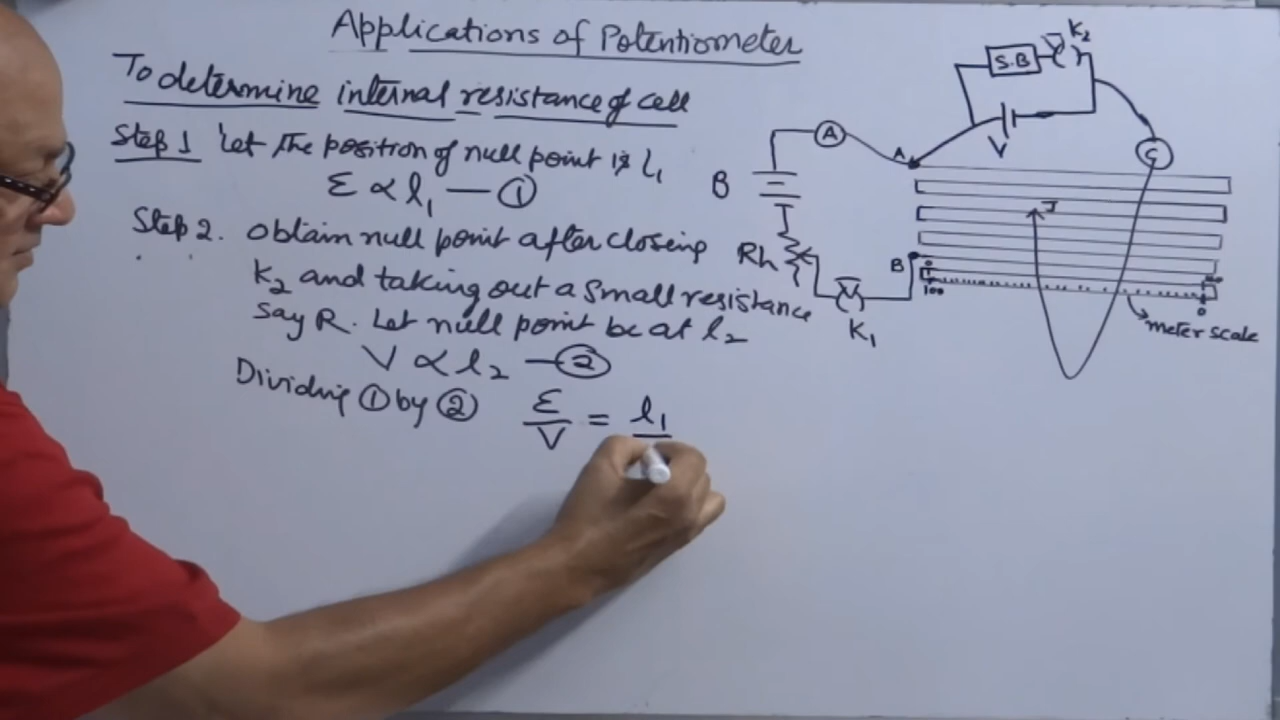 Applications of Potentiometer
To determine internal resistance of cell
Step 1 Let the position of null point is l₁
ℰ ∝ l₁ — ①
Step 2. Obtain null point after closing
K₂ and taking out a small resistance
say R. Let null point be at l₂
V ∝ l₂ — ②
Dividing ① by ② ℰ/V = l₁
K₂
S.B
V
A
A
G
B
J
Rh
B
0
100
K₁
0
meter scale